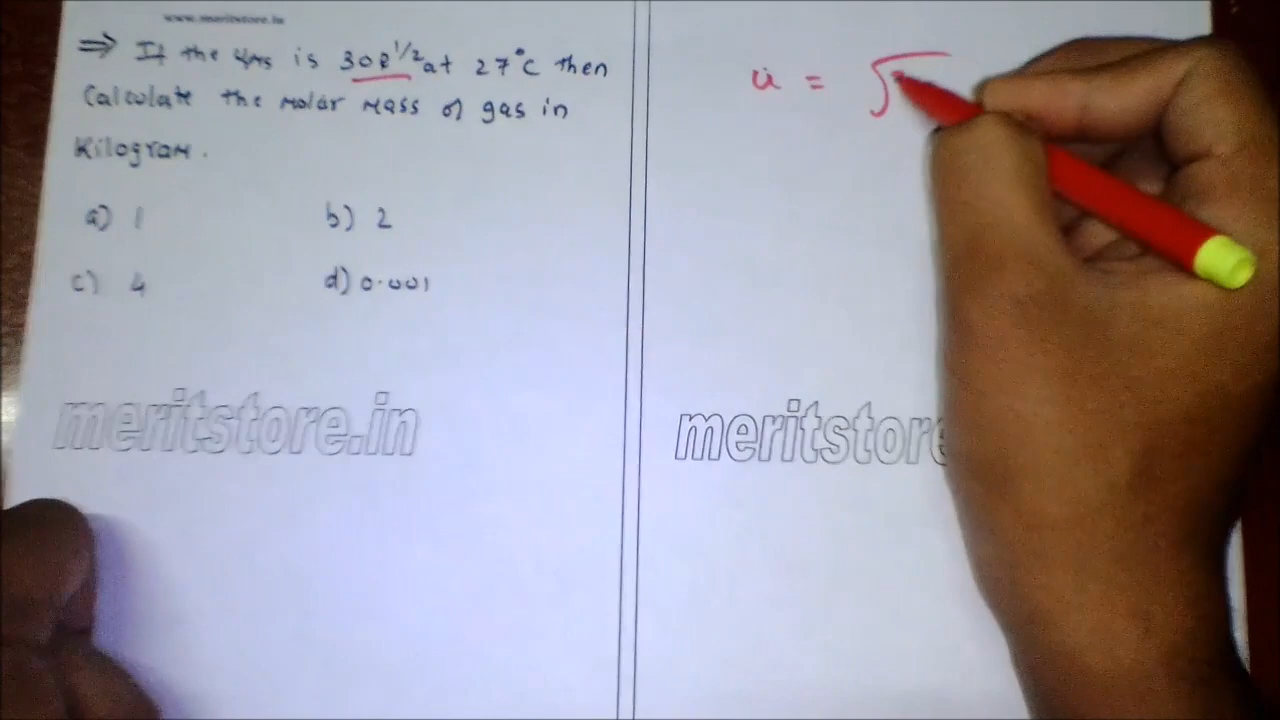 www.meritstore.in
⇒ If the is 30R^1/2 at 27°C then
Calculate the molar mass of gas in
Kilogram.
a) 1 b) 2
c) 4 d) 0.001
u = √
meritstore.in
meritstore